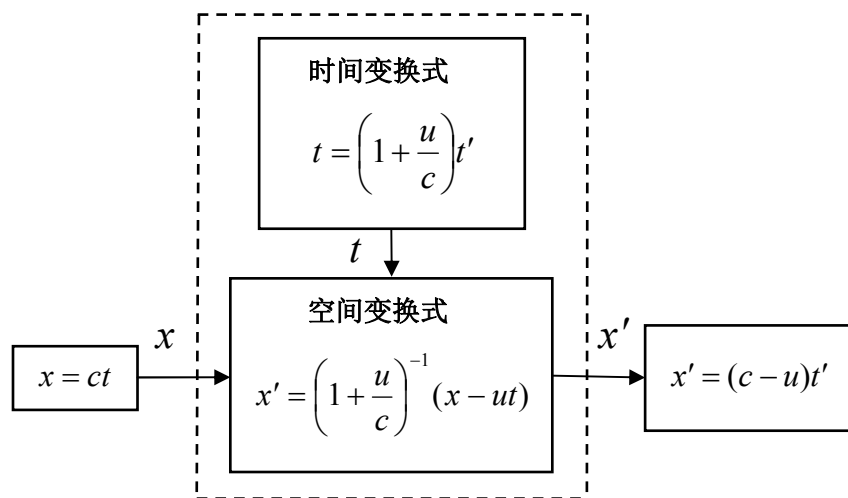 时间变换式
t = (1 + u/c) t′
t
空间变换式
x
x′
x = ct
x′ = (1 + u/c)⁻¹ (x − ut)
x′ = (c − u)t′